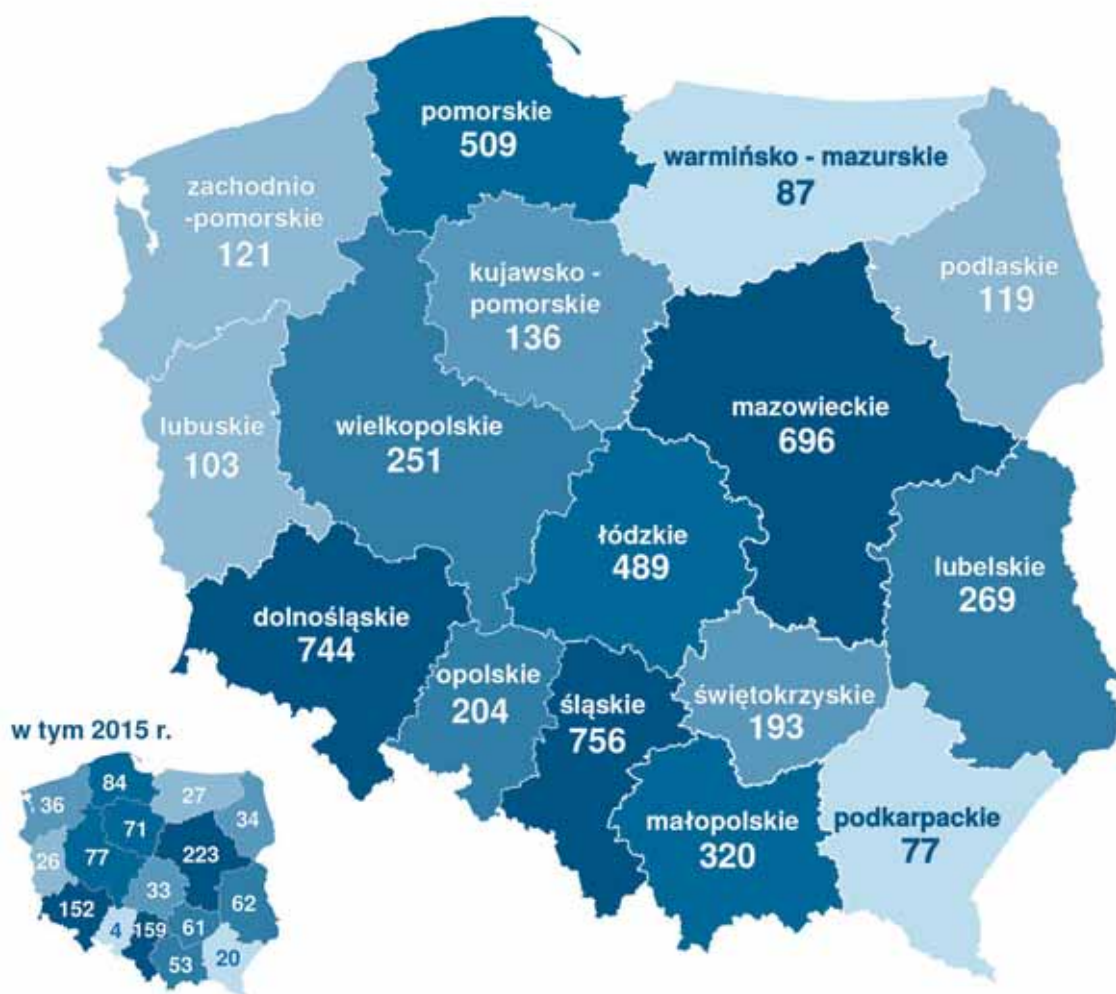 pomorskie
509
warmińsko - mazurskie
87
zachodnio
-pomorskie
121
kujawsko -
pomorskie
136
podlaskie
119
mazowieckie
696
lubuskie
103
wielkopolskie
251
łódzkie
489
lubelskie
269
dolnośląskie
744
opolskie
204
śląskie
756
świętokrzyskie
193
małopolskie
320
podkarpackie
77
w tym 2015 r.
84
27
36
34
71
77
223
26
33
62
152
4
159
61
53
20